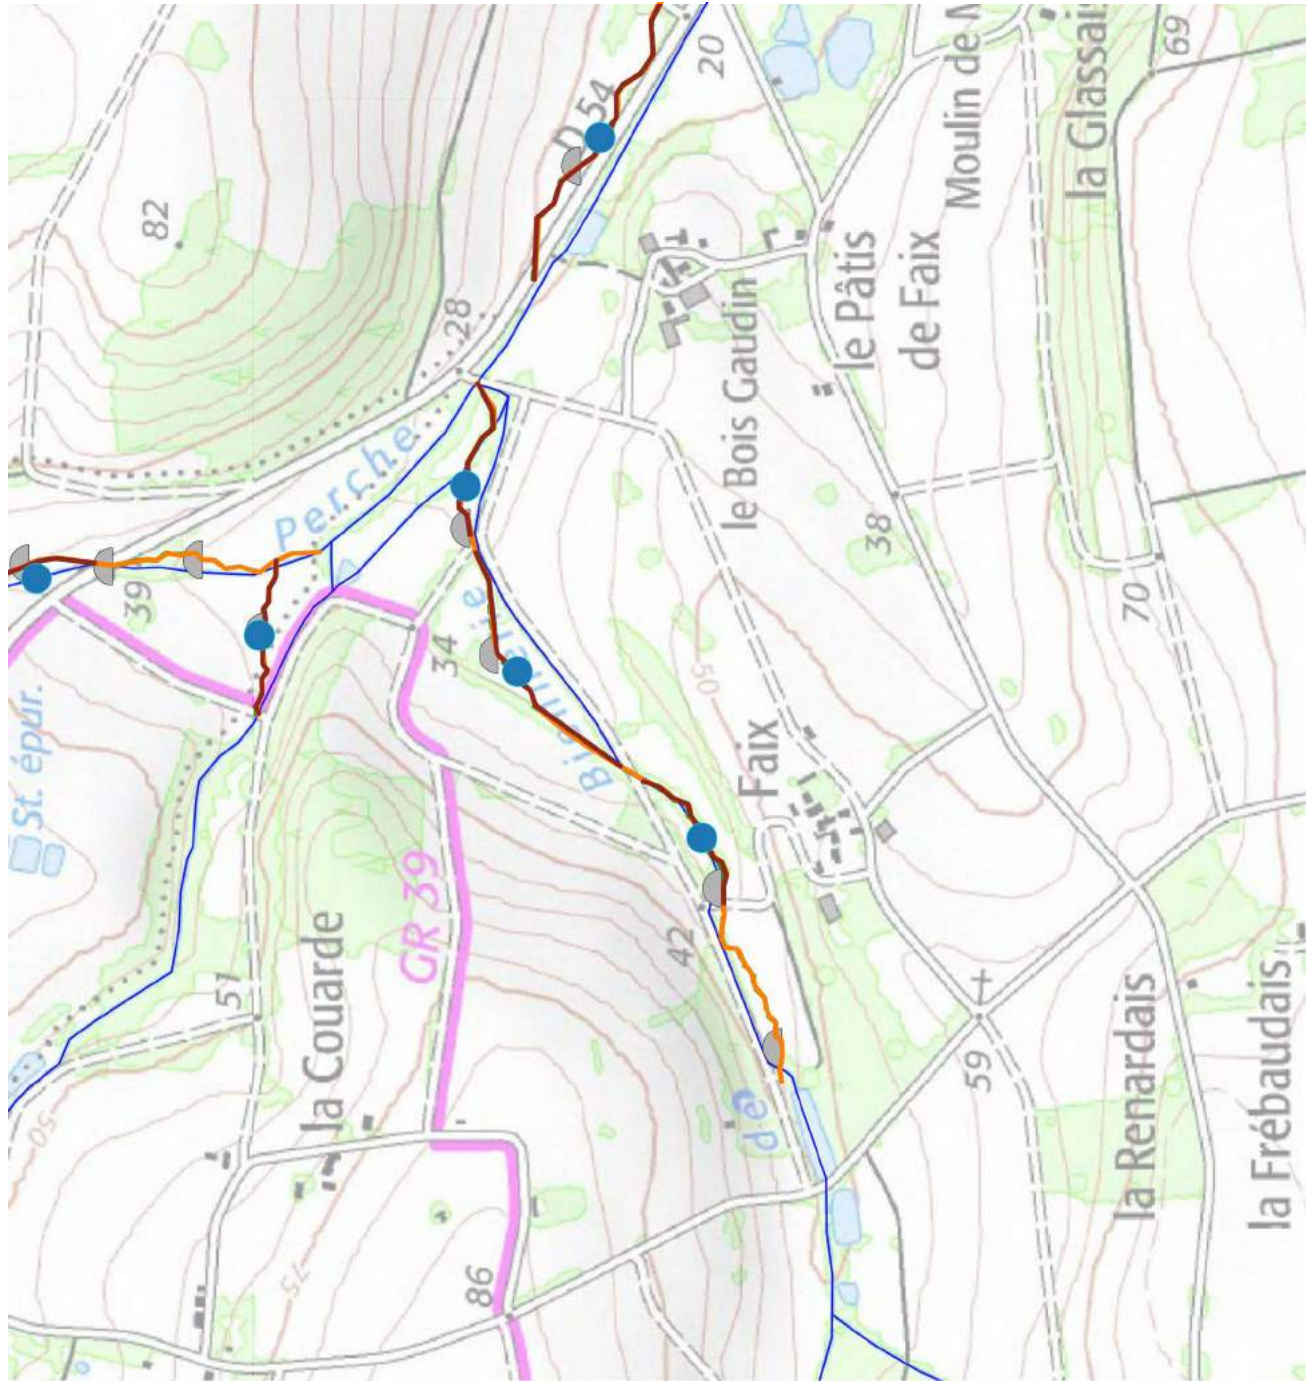 20
69
Moulin de M
la Glassais
D 54
82
le Pâtis
de Faix
28
le Bois Gaudin
Perche
38
39
70
34
50
St. épur.
Faix
GR 39
42
51
la Couarde
59
la Renardais
la Frébaudais
de
50
75
86